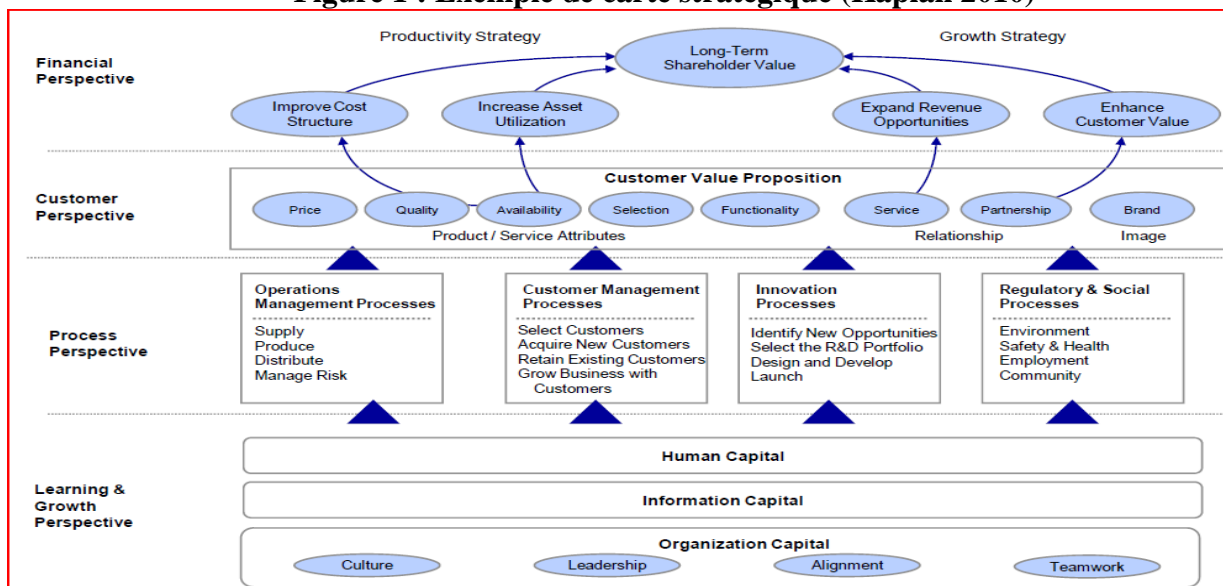 Figure 1 : Exemple de carte stratégique (Kaplan 2010)
Productivity Strategy
Growth Strategy
Long-Term
Shareholder Value
Financial
Perspective
Improve Cost
Structure
Increase Asset
Utilization
Expand Revenue
Opportunities
Enhance
Customer Value
Customer
Perspective
Customer Value Proposition
Price
Quality
Availability
Selection
Functionality
Service
Partnership
Brand
Product / Service Attributes
Relationship
Image
Process
Perspective
Operations
Management Processes
Supply
Produce
Distribute
Manage Risk
Customer Management
Processes
Select Customers
Acquire New Customers
Retain Existing Customers
Grow Business with
Customers
Innovation
Processes
Identify New Opportunities
Select the R&D Portfolio
Design and Develop
Launch
Regulatory & Social
Processes
Environment
Safety & Health
Employment
Community
Learning &
Growth
Perspective
Human Capital
Information Capital
Organization Capital
Culture
Leadership
Alignment
Teamwork